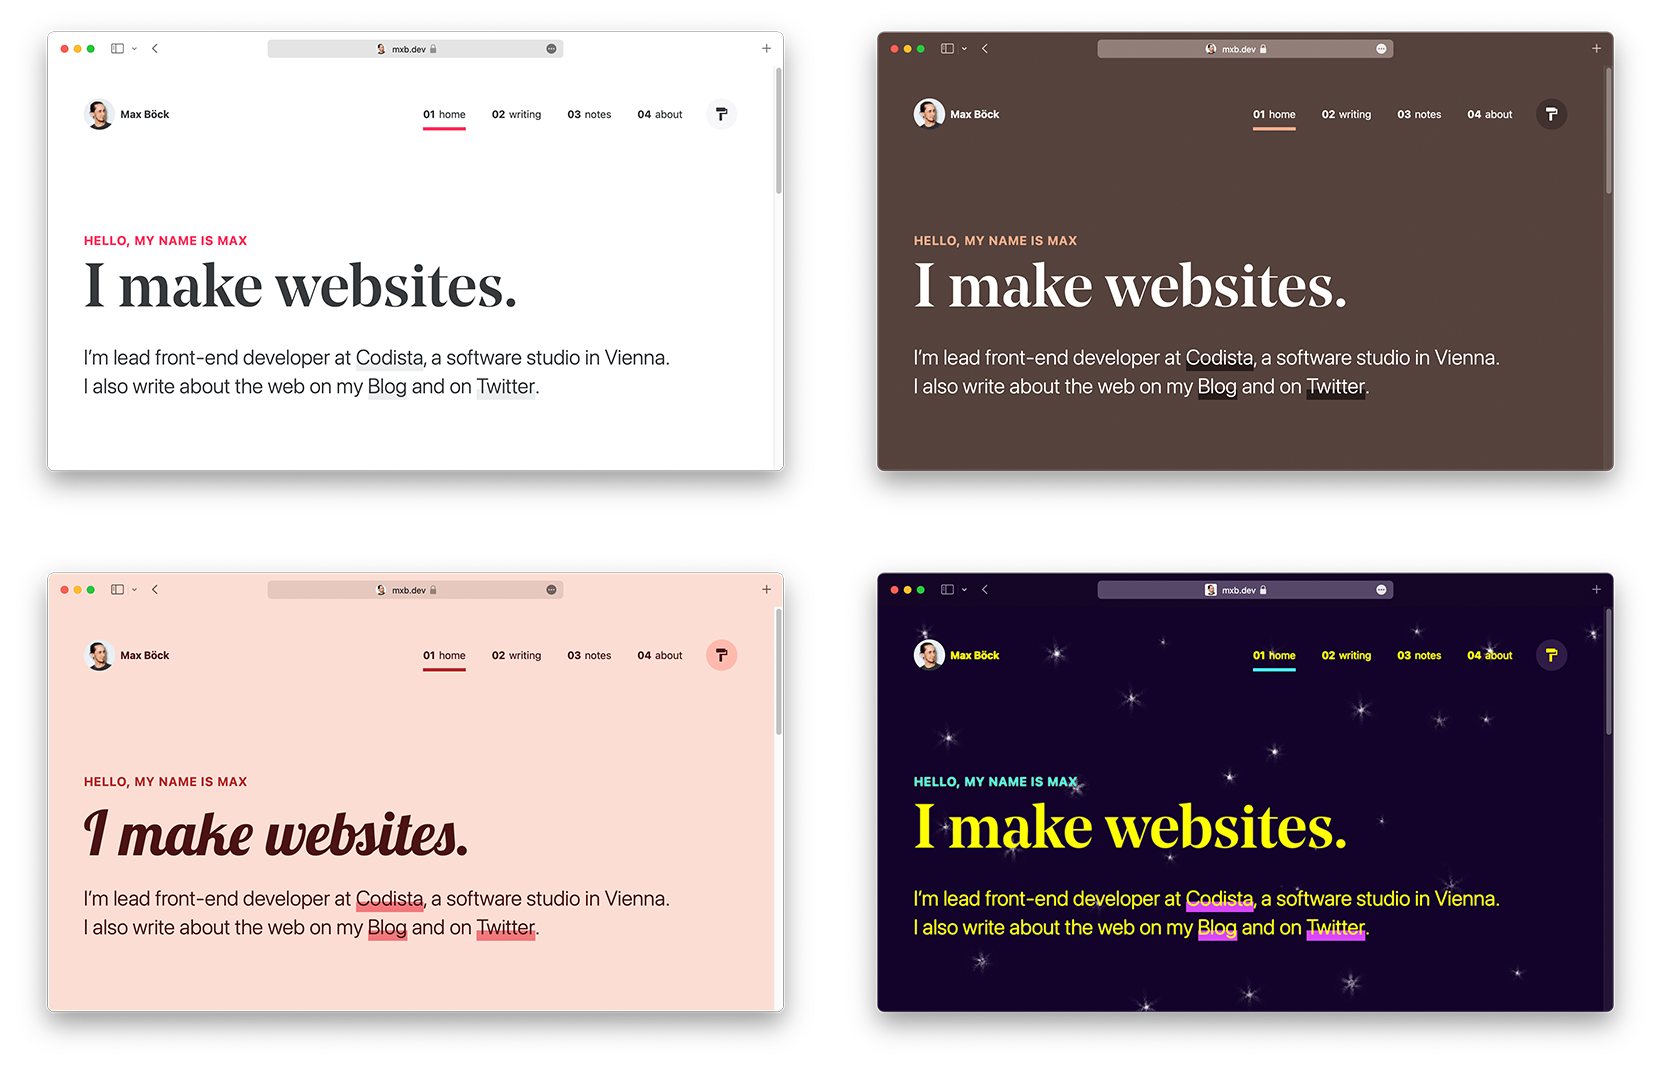 mxb.dev
Max Böck
01 home 02 writing 03 notes 04 about
HELLO, MY NAME IS MAX
I make websites.
I'm lead front-end developer at Codista, a software studio in Vienna.
I also write about the web on my Blog and on Twitter.
mxb.dev
Max Böck
01 home 02 writing 03 notes 04 about
HELLO, MY NAME IS MAX
I make websites.
I'm lead front-end developer at Codista, a software studio in Vienna.
I also write about the web on my Blog and on Twitter.
mxb.dev
Max Böck
01 home 02 writing 03 notes 04 about
HELLO, MY NAME IS MAX
I make websites.
I'm lead front-end developer at Codista, a software studio in Vienna.
I also write about the web on my Blog and on Twitter.
mxb.dev
Max Böck
01 home 02 writing 03 notes 04 about
HELLO, MY NAME IS MAX
I make websites.
I'm lead front-end developer at Codista, a software studio in Vienna.
I also write about the web on my Blog and on Twitter.